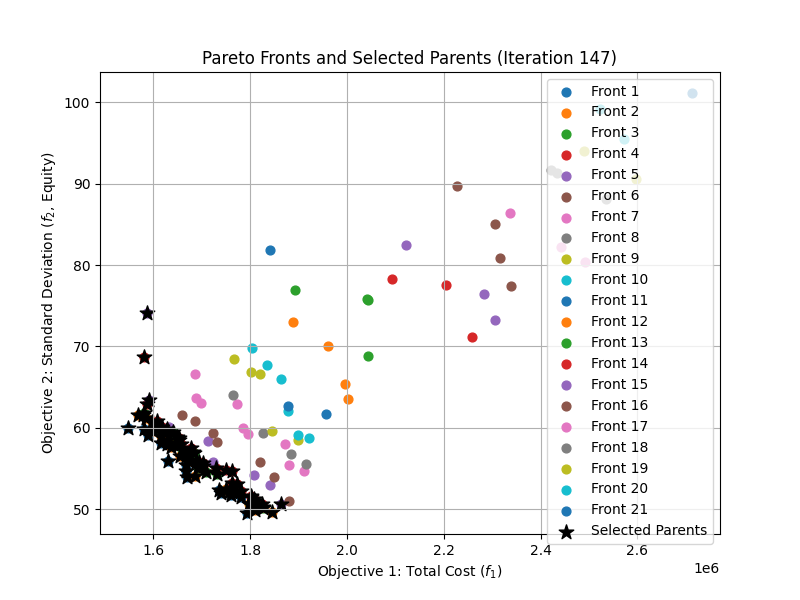 Pareto Fronts and Selected Parents (Iteration 147)
Objective 2: Standard Deviation (f₂, Equity)
100
90
80
70
60
50
1.6
1.8
2.0
2.2
2.4
2.6
1e6
Objective 1: Total Cost (f₁)
Front 1
Front 2
Front 3
Front 4
Front 5
Front 6
Front 7
Front 8
Front 9
Front 10
Front 11
Front 12
Front 13
Front 14
Front 15
Front 16
Front 17
Front 18
Front 19
Front 20
Front 21
Selected Parents